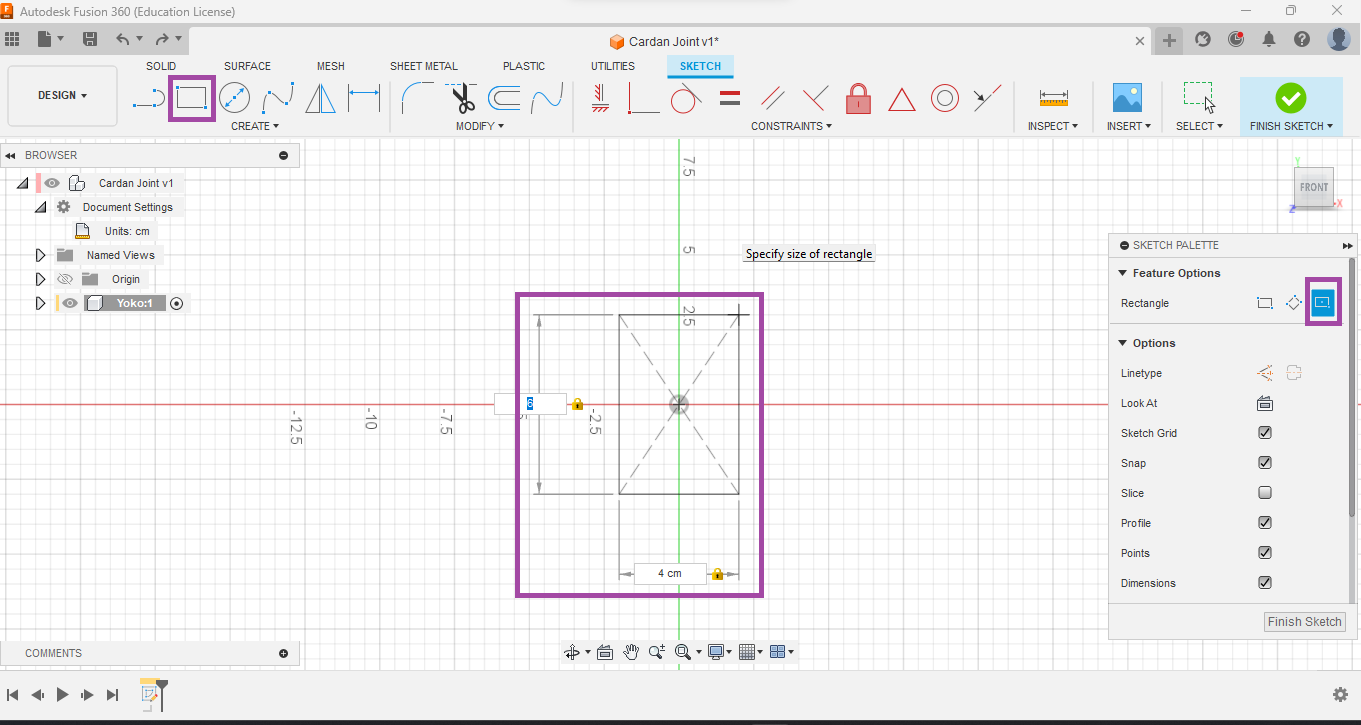 Autodesk Fusion 360 (Education License)
Cardan Joint v1*
SOLID SURFACE MESH SHEET METAL PLASTIC UTILITIES SKETCH
DESIGN
CREATE MODIFY CONSTRAINTS INSPECT INSERT SELECT FINISH SKETCH
BROWSER
Cardan Joint v1
Document Settings
Units: cm
Named Views
Origin
Yoko:1
7.5
5
2.5
-12.5
-10
-7.5
-2.5
Specify size of rectangle
6
4 cm
Y
FRONT
Z
X
SKETCH PALETTE
Feature Options
Rectangle
Options
Linetype
Look At
Sketch Grid
Snap
Slice
Profile
Points
Dimensions
Finish Sketch
COMMENTS